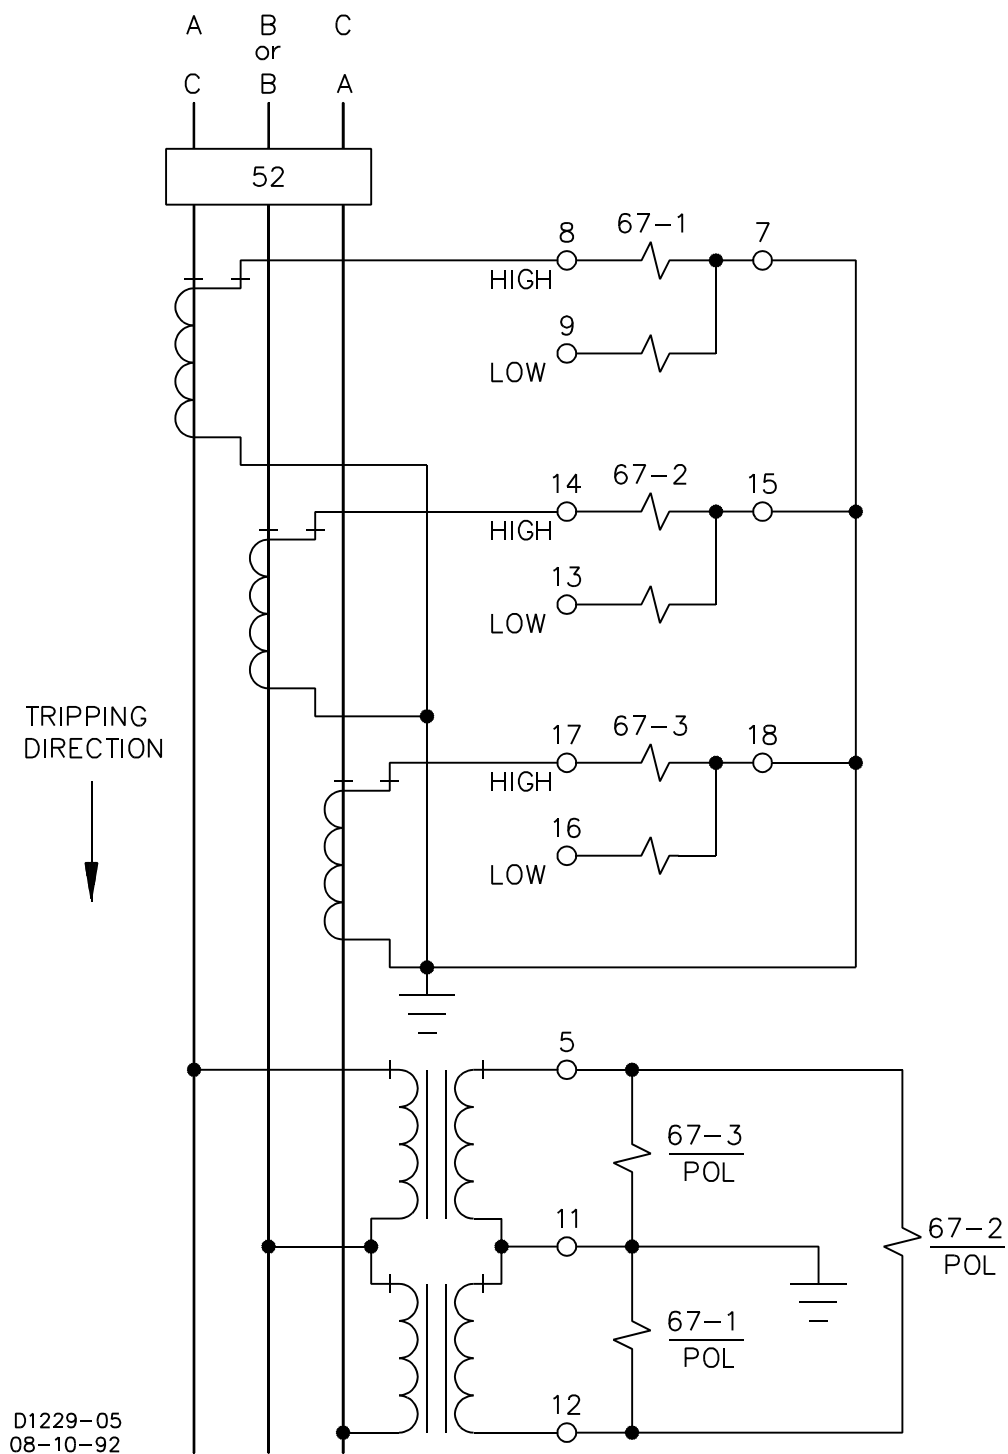 A B C
or
C B A
52
8 67-1 7
HIGH
9
LOW
14 67-2 15
HIGH
13
LOW
TRIPPING
DIRECTION
17 67-3 18
HIGH
16
LOW
5
67-3
POL
11
67-2
POL
67-1
POL
12
D1229-05
08-10-92